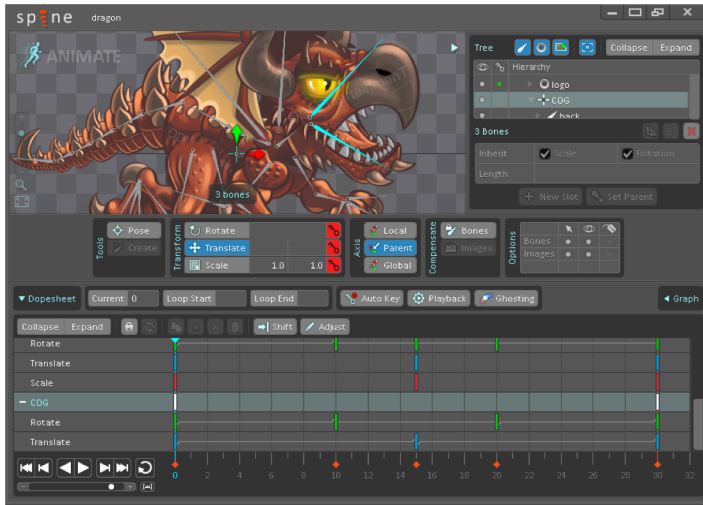 spine dragon
ANIMATE
3 bones
Tree Collapse Expand
Hierarchy
logo
COG
back
3 Bones
Inherit Scale Rotation
Length
New Slot Set Parent
Tools
Pose
Create
Transform
Rotate
Translate
Scale 1.0 1.0
Axis
Local
Parent
Global
Compensate
Bones
Images
Options
Bones
Images
Dopesheet Current 0 Loop Start Loop End Auto Key Playback Ghosting Graph
Collapse Expand Shift Adjust
Rotate
Translate
Scale
COG
Rotate
Translate
0 2 4 6 8 10 12 14 16 18 20 22 24 26 28 30 32